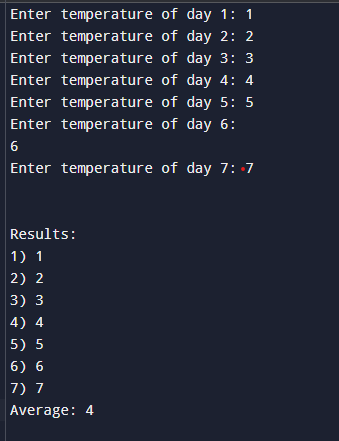 Enter temperature of day 1: 1
Enter temperature of day 2: 2
Enter temperature of day 3: 3
Enter temperature of day 4: 4
Enter temperature of day 5: 5
Enter temperature of day 6:
6
Enter temperature of day 7: 7
Results:
1) 1
2) 2
3) 3
4) 4
5) 5
6) 6
7) 7
Average: 4